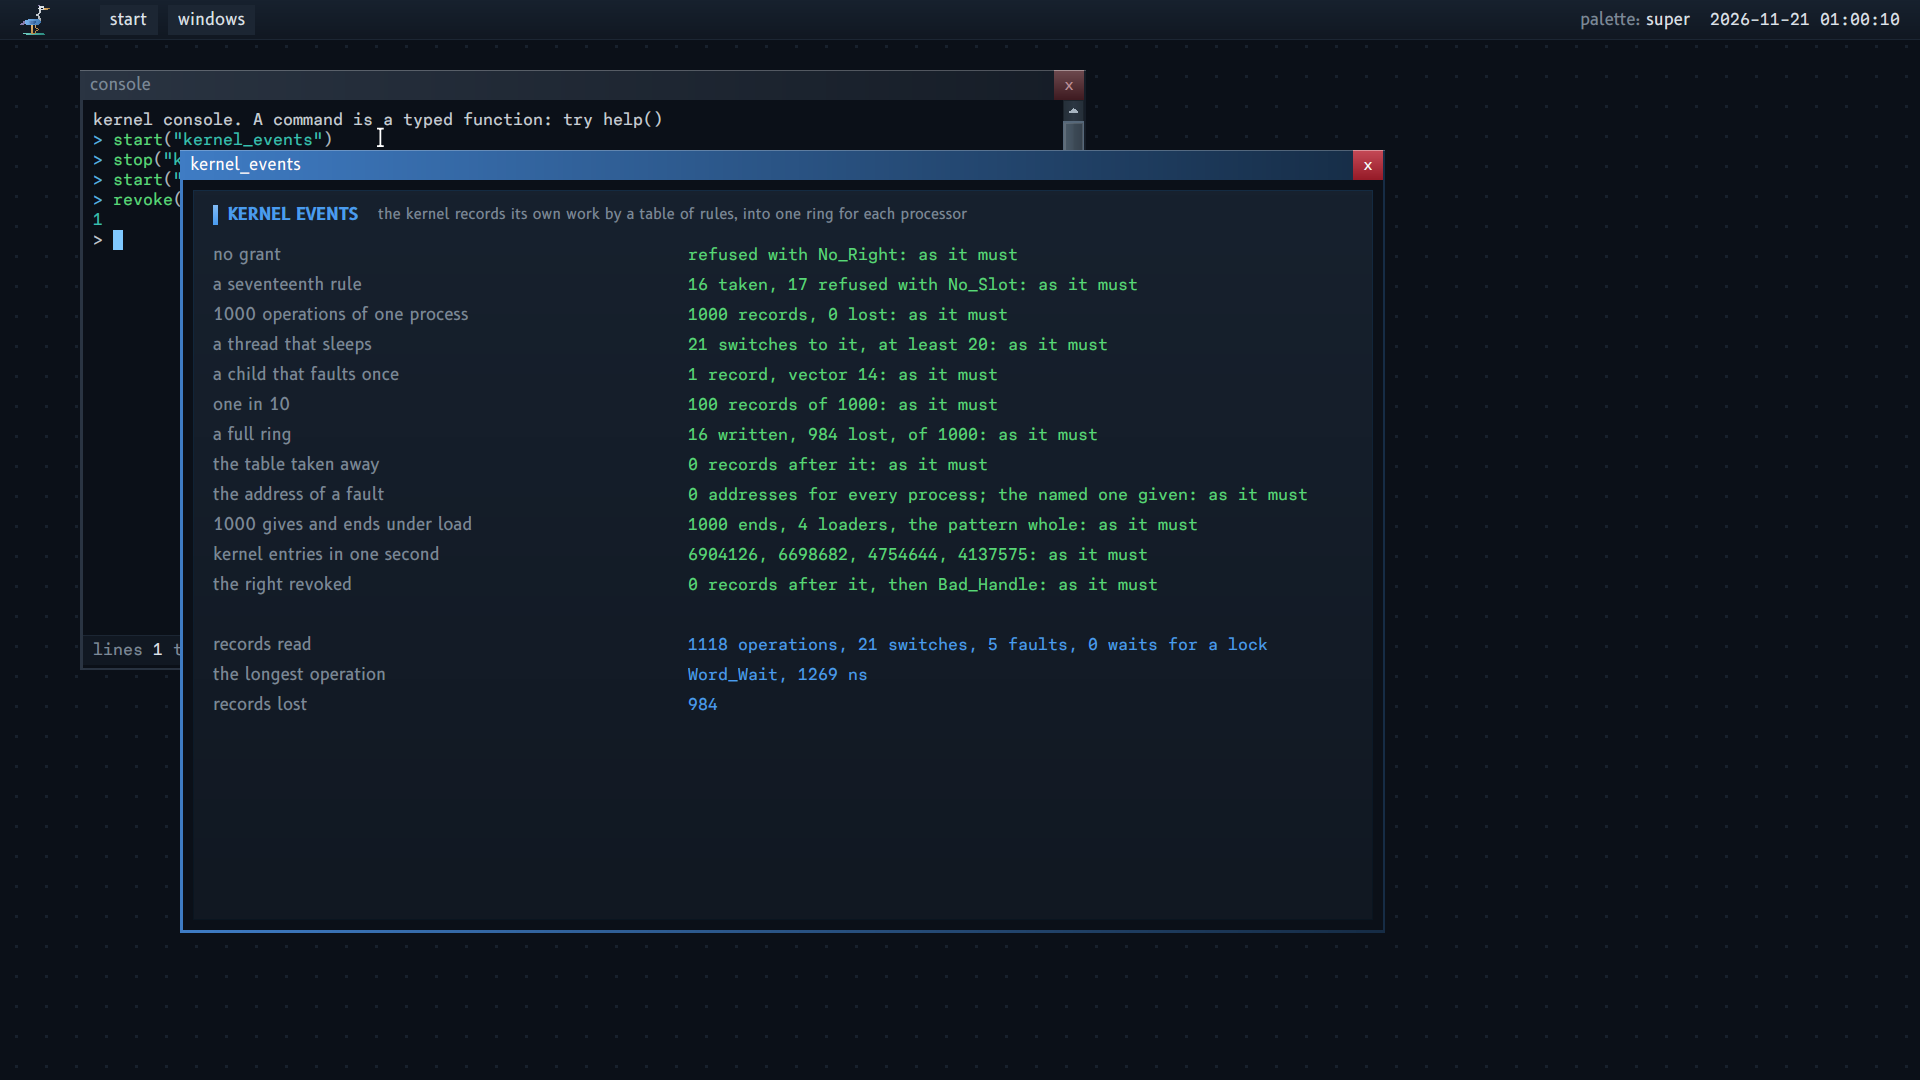 start windows palette: super 2026-11-21 01:00:10
console x
kernel console. A command is a typed function: try help()
> start("kernel_events")
> stop("k
> start("
> revoke(
1
>
lines 1 t
kernel_events x
KERNEL EVENTS the kernel records its own work by a table of rules, into one ring for each processor
no grant refused with No_Right: as it must
a seventeenth rule 16 taken, 17 refused with No_Slot: as it must
1000 operations of one process 1000 records, 0 lost: as it must
a thread that sleeps 21 switches to it, at least 20: as it must
a child that faults once 1 record, vector 14: as it must
one in 10 100 records of 1000: as it must
a full ring 16 written, 984 lost, of 1000: as it must
the table taken away 0 records after it: as it must
the address of a fault 0 addresses for every process; the named one given: as it must
1000 gives and ends under load 1000 ends, 4 loaders, the pattern whole: as it must
kernel entries in one second 6904126, 6698682, 4754644, 4137575: as it must
the right revoked 0 records after it, then Bad_Handle: as it must
records read 1118 operations, 21 switches, 5 faults, 0 waits for a lock
the longest operation Word_Wait, 1269 ns
records lost 984